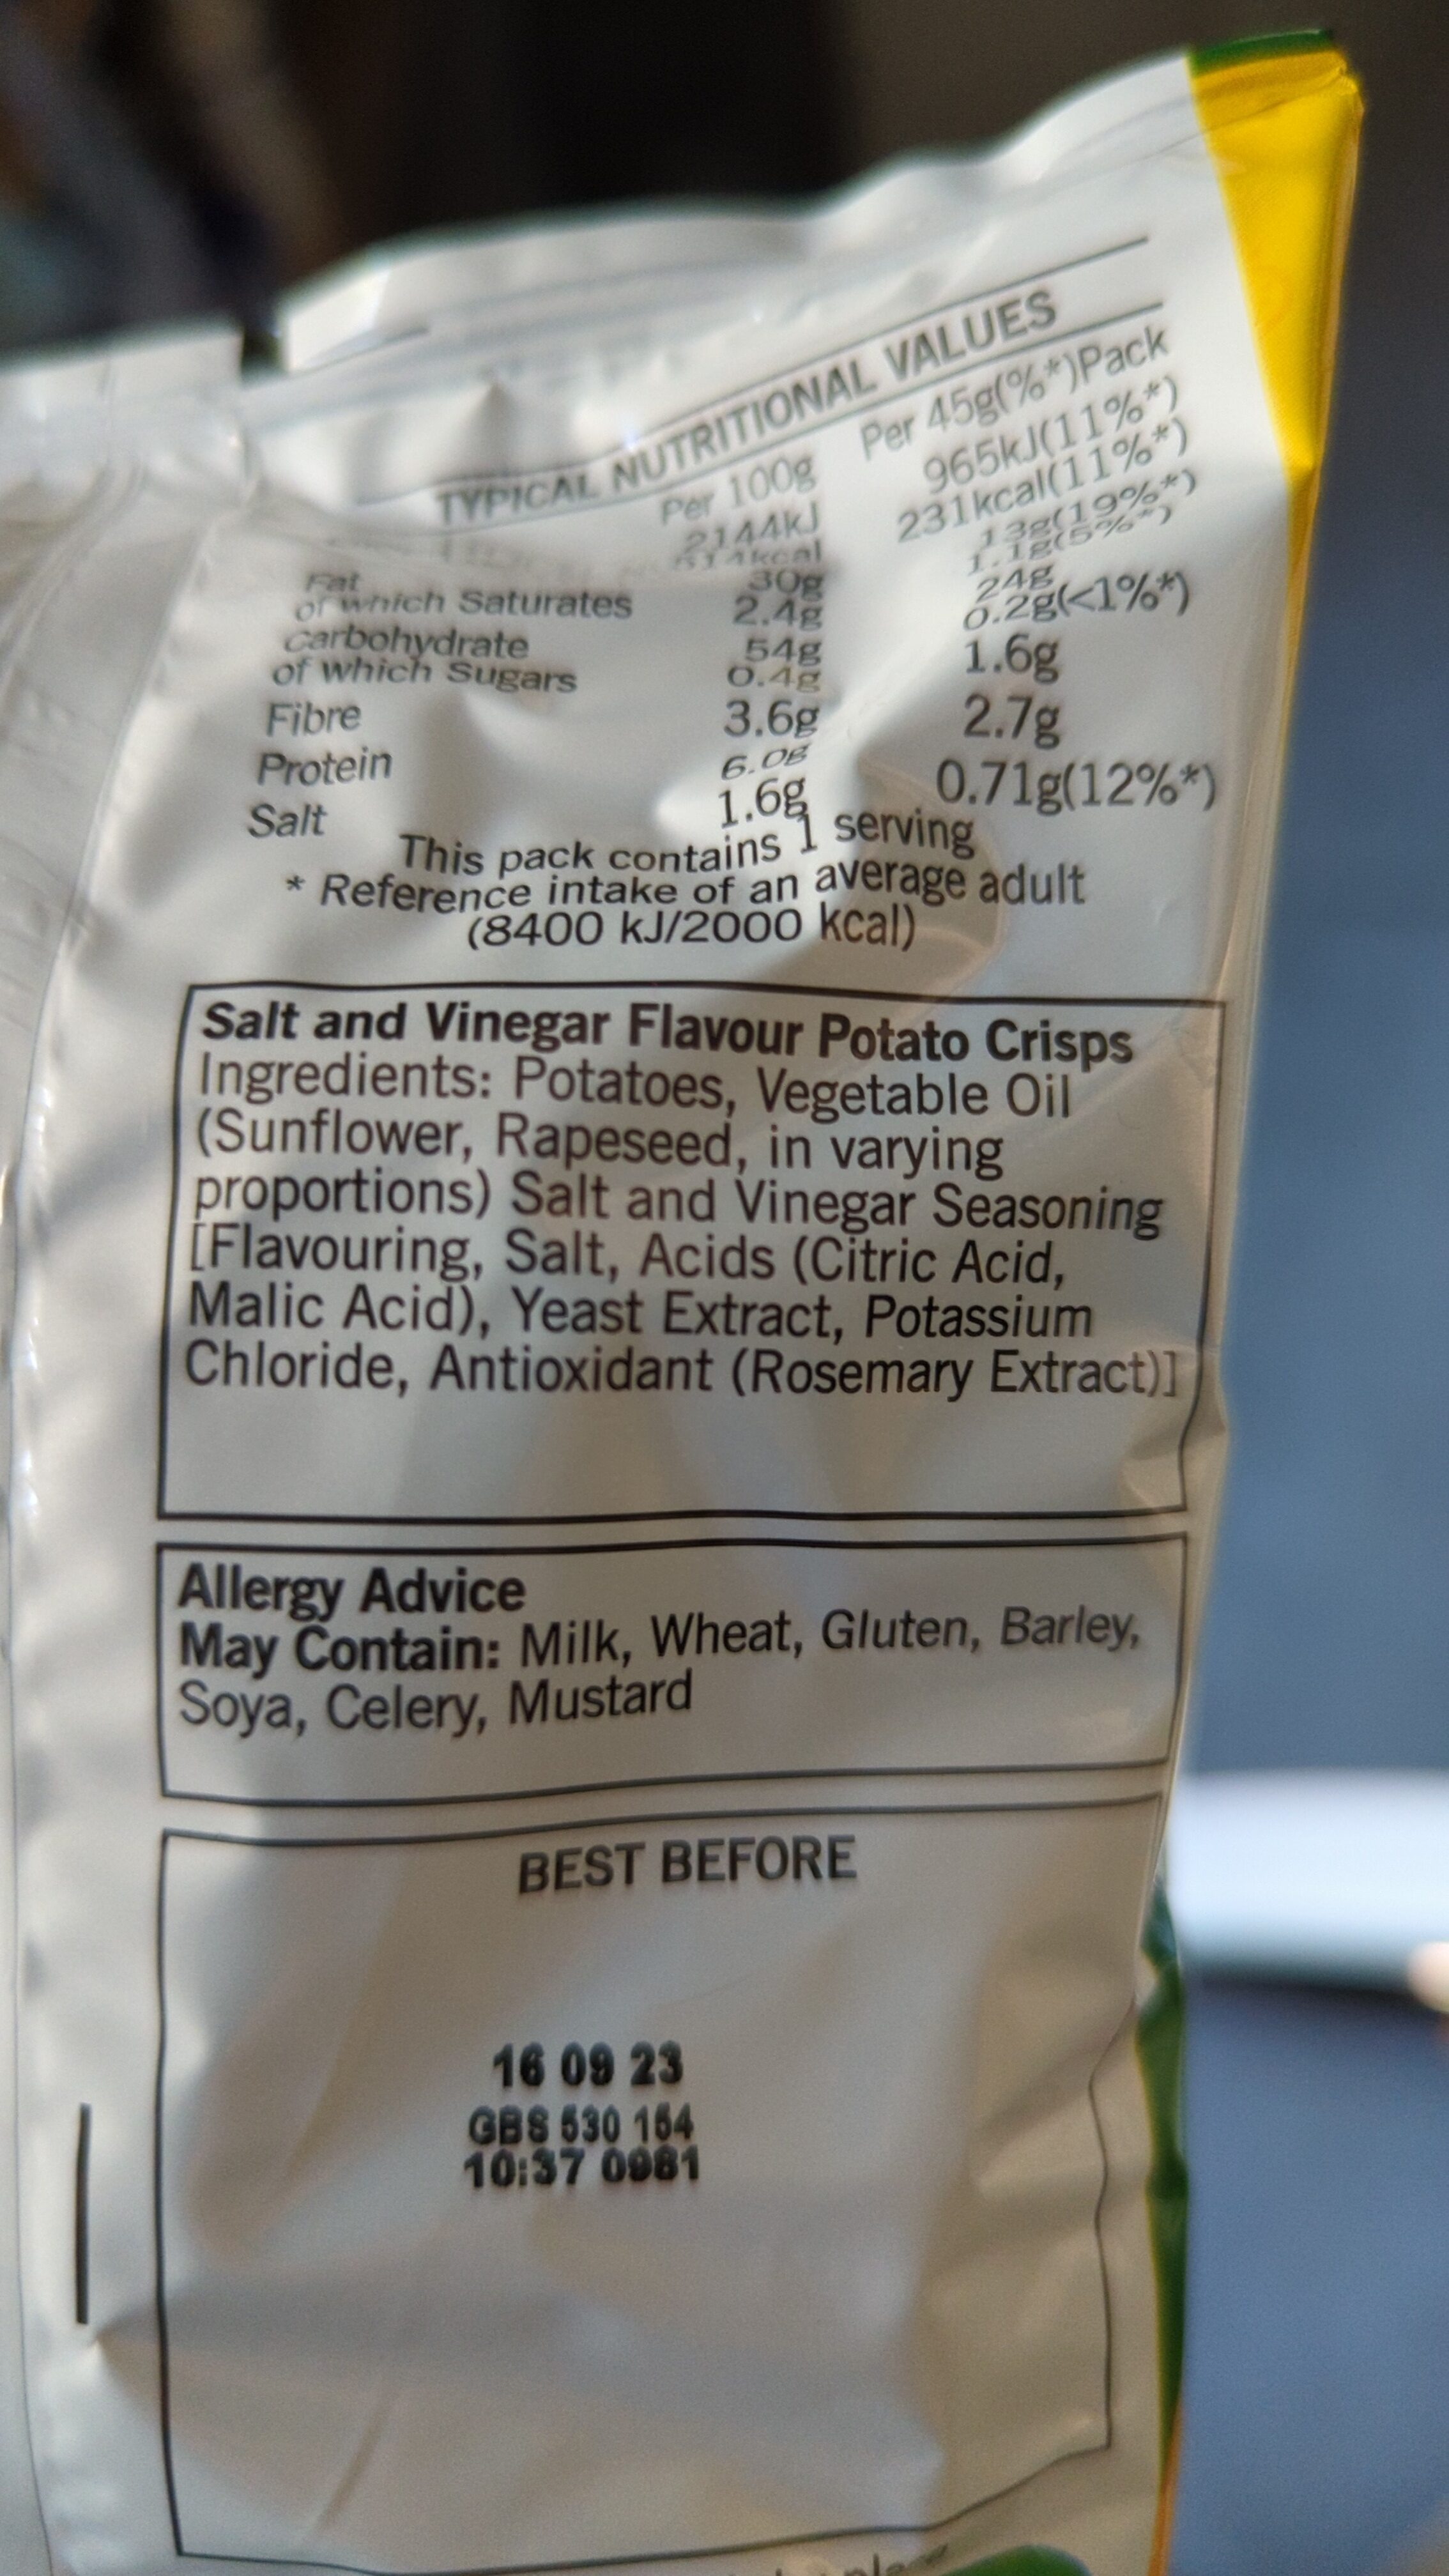 TYPICAL NUTRITIONAL VALUES
Per 100g Per 45g(%*)Pack
2144kJ 965kJ(11%*)
514kcal 231kcal(11%*)
Fat 30g 13g(19%*)
of which Saturates 2.4g 1.1g(5%*)
Carbohydrate 54g 24g
of which Sugars 0.4g 0.2g(<1%*)
Fibre 3.6g 1.6g
Protein 6.0g 2.7g
Salt 1.6g 0.71g(12%*)
This pack contains 1 serving
* Reference intake of an average adult
(8400 kJ/2000 kcal)
Salt and Vinegar Flavour Potato Crisps
Ingredients: Potatoes, Vegetable Oil
(Sunflower, Rapeseed, in varying
proportions) Salt and Vinegar Seasoning
[Flavouring, Salt, Acids (Citric Acid,
Malic Acid), Yeast Extract, Potassium
Chloride, Antioxidant (Rosemary Extract)]
Allergy Advice
May Contain: Milk, Wheat, Gluten, Barley,
Soya, Celery, Mustard
BEST BEFORE
16 09 23
GBS 530 164
10:37 0981